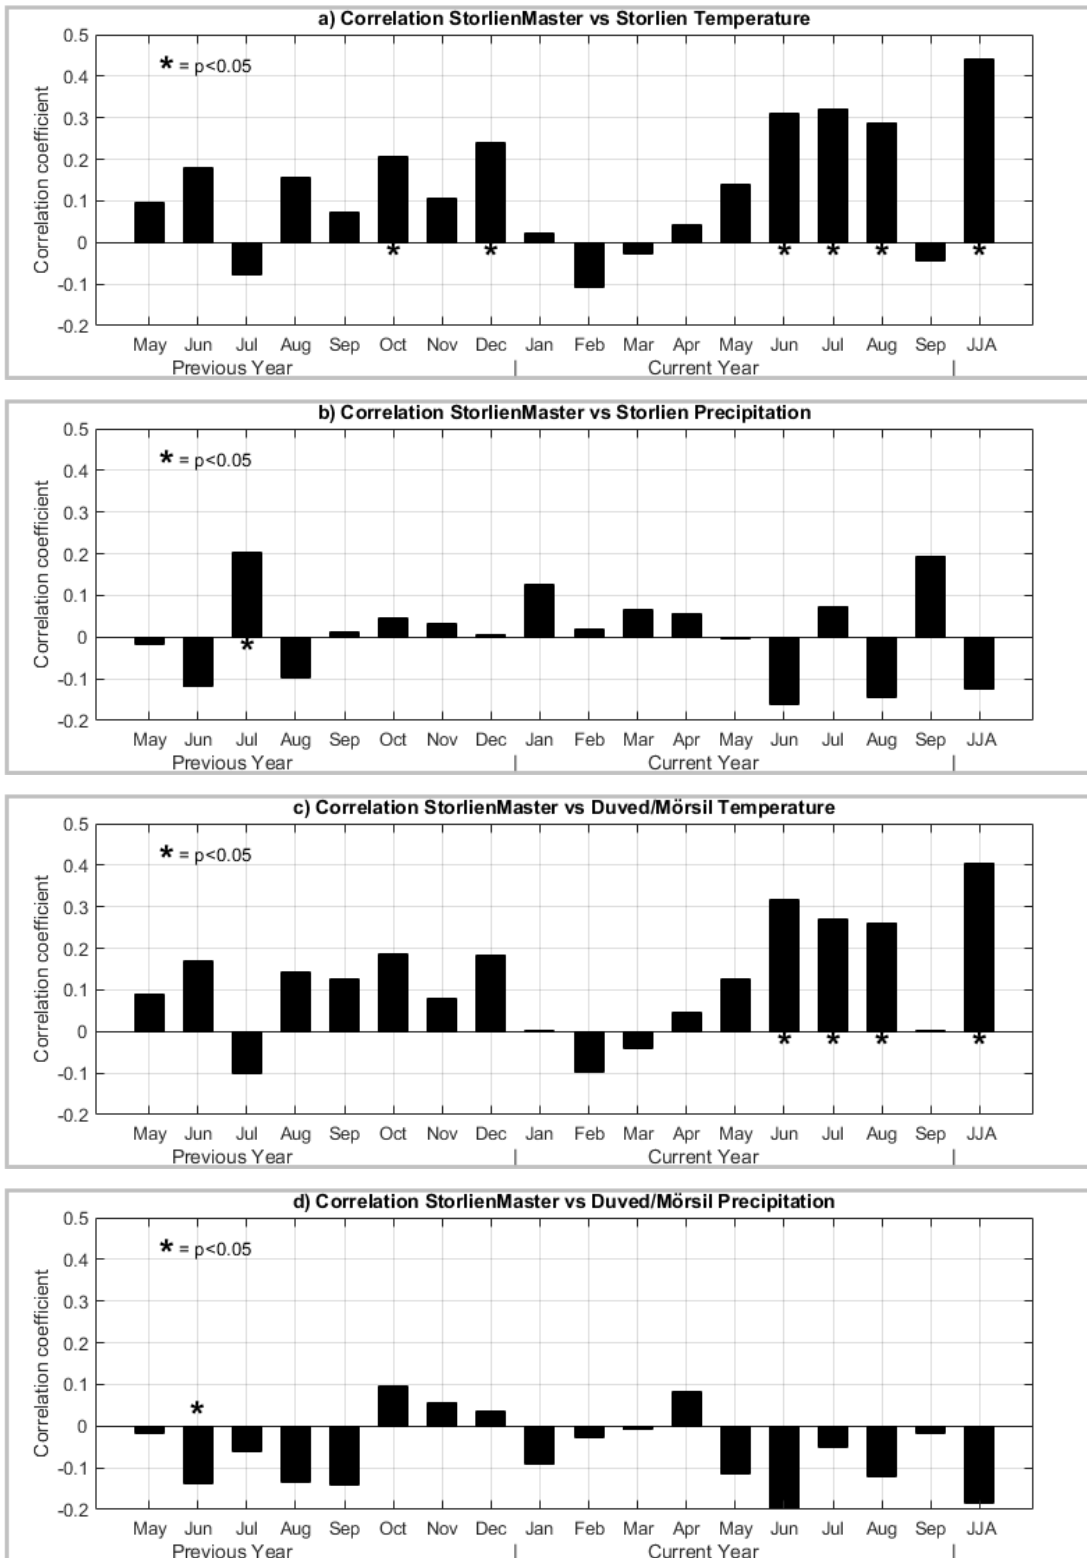 a) Correlation StorlienMaster vs Storlien Temperature
0.5
0.4
0.3
0.2
0.1
0
-0.1
-0.2
Correlation coefficient
* = p<0.05
* * * * * *
May Jun Jul Aug Sep Oct Nov Dec Jan Feb Mar Apr May Jun Jul Aug Sep JJA
Previous Year | Current Year |
b) Correlation StorlienMaster vs Storlien Precipitation
0.5
0.4
0.3
0.2
0.1
0
-0.1
-0.2
Correlation coefficient
* = p<0.05
*
May Jun Jul Aug Sep Oct Nov Dec Jan Feb Mar Apr May Jun Jul Aug Sep JJA
Previous Year | Current Year |
c) Correlation StorlienMaster vs Duved/Mörsil Temperature
0.5
0.4
0.3
0.2
0.1
0
-0.1
-0.2
Correlation coefficient
* = p<0.05
* * * *
May Jun Jul Aug Sep Oct Nov Dec Jan Feb Mar Apr May Jun Jul Aug Sep JJA
Previous Year | Current Year |
d) Correlation StorlienMaster vs Duved/Mörsil Precipitation
0.5
0.4
0.3
0.2
0.1
0
-0.1
-0.2
Correlation coefficient
* = p<0.05
*
May Jun Jul Aug Sep Oct Nov Dec Jan Feb Mar Apr May Jun Jul Aug Sep JJA
Previous Year | Current Year |